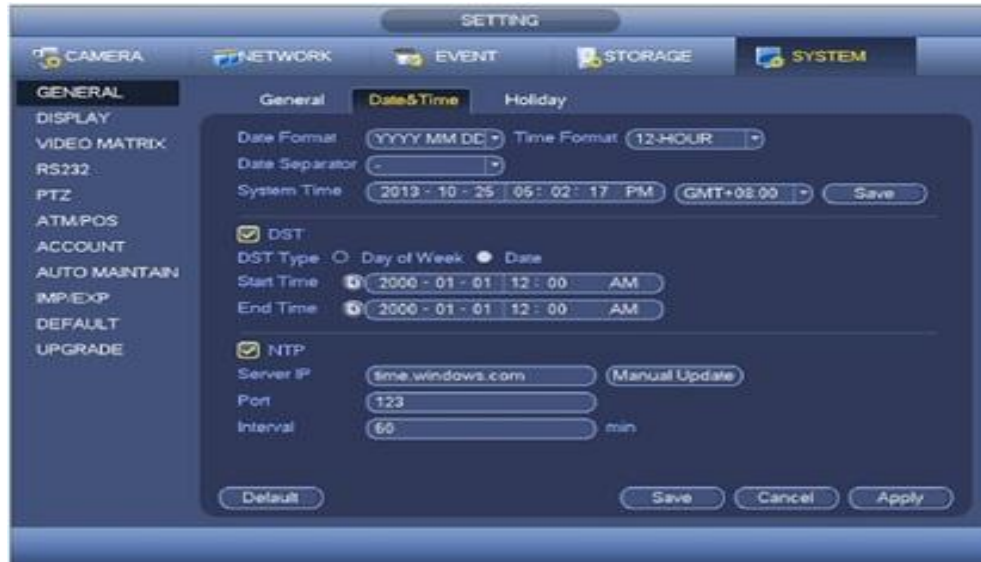 SETTING
CAMERA NETWORK EVENT STORAGE SYSTEM
GENERAL
DISPLAY
VIDEO MATRIX
RS232
PTZ
ATM/POS
ACCOUNT
AUTO MAINTAIN
IMP/EXP
DEFAULT
UPGRADE
General Date&Time Holiday
Date Format YYYY MM DD Time Format 12-HOUR
Date Separator -
System Time 2013 - 10 - 25 05 : 02 : 17 PM GMT+08:00 Save
DST
DST Type Day of Week Date
Start Time 2000 - 01 - 01 12 : 00 AM
End Time 2000 - 01 - 01 12 : 00 AM
NTP
Server IP time.windows.com Manual Update
Port 123
Interval 60 min
Default Save Cancel Apply